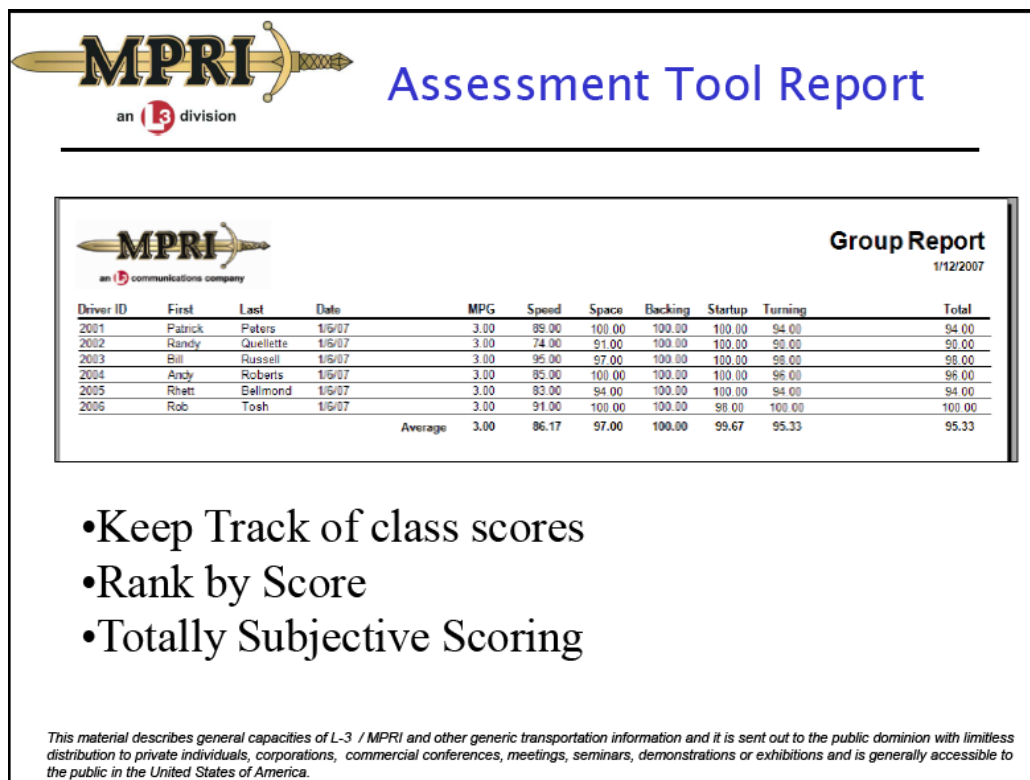 MPRI
an L3 division
Assessment Tool Report
MPRI
an L3 communications company
Group Report
1/12/2007
Driver ID First Last Date MPG Speed Space Backing Startup Turning Total
2001 Patrick Peters 1/6/07 3.00 89.00 100.00 100.00 100.00 94.00 94.00
2002 Randy Quellette 1/6/07 3.00 74.00 91.00 100.00 100.00 90.00 90.00
2003 Bill Russell 1/6/07 3.00 95.00 97.00 100.00 100.00 98.00 98.00
2004 Andy Roberts 1/6/07 3.00 85.00 100.00 100.00 100.00 96.00 96.00
2005 Rhett Bellmond 1/6/07 3.00 83.00 94.00 100.00 100.00 94.00 94.00
2006 Rob Tosh 1/6/07 3.00 91.00 100.00 100.00 98.00 100.00 100.00
Average 3.00 86.17 97.00 100.00 99.67 95.33 95.33
•Keep Track of class scores
•Rank by Score
•Totally Subjective Scoring
This material describes general capacities of L-3 / MPRI and other generic transportation information and it is sent out to the public dominion with limitless
distribution to private individuals, corporations, commercial conferences, meetings, seminars, demonstrations or exhibitions and is generally accessible to
the public in the United States of America.